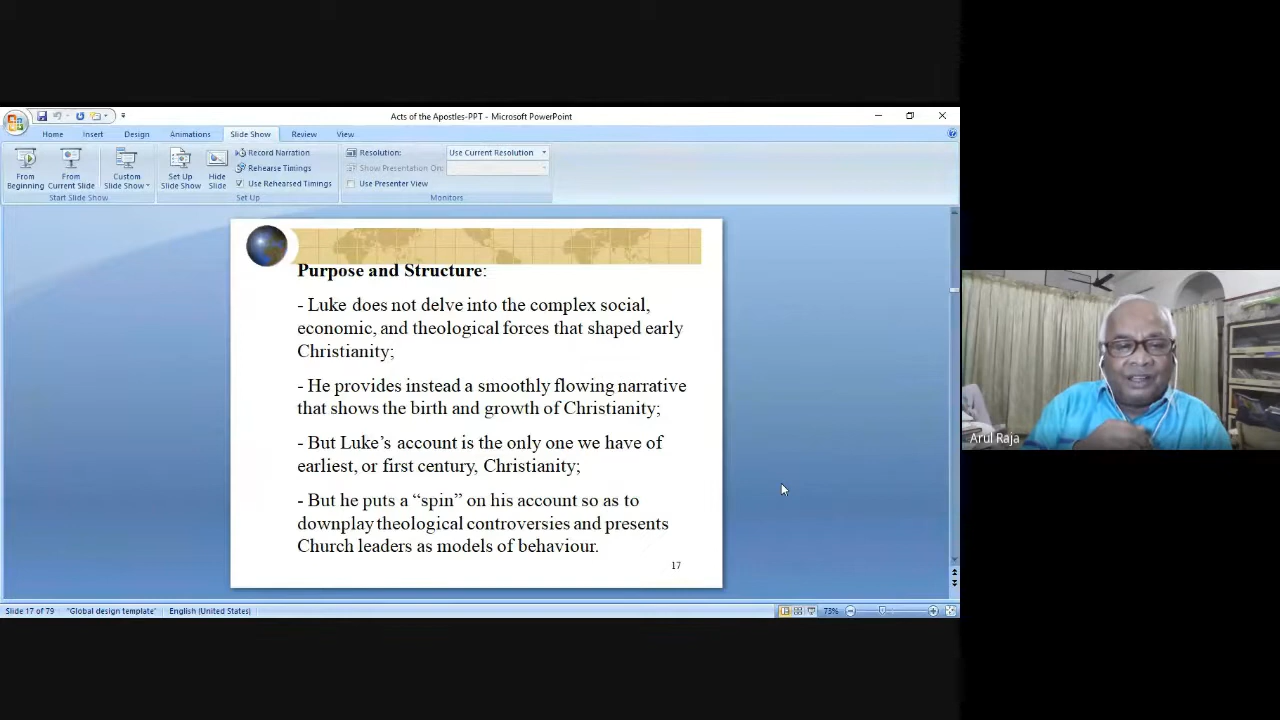 Acts of the Apostles-PPT - Microsoft PowerPoint
Home Insert Design Animations Slide Show Review View
From Beginning
From Current Slide
Custom Slide Show
Start Slide Show
Set Up Slide Show
Hide Slide
Record Narration
Rehearse Timings
Use Rehearsed Timings
Set Up
Resolution: Use Current Resolution
Show Presentation On:
Use Presenter View
Monitors
Purpose and Structure:
- Luke does not delve into the complex social,
economic, and theological forces that shaped early
Christianity;
- He provides instead a smoothly flowing narrative
that shows the birth and growth of Christianity;
- But Luke’s account is the only one we have of
earliest, or first century, Christianity;
- But he puts a “spin” on his account so as to
downplay theological controversies and presents
Church leaders as models of behaviour.
17
Arul Raja
Slide 17 of 79 "Global design template" English (United States) 73%